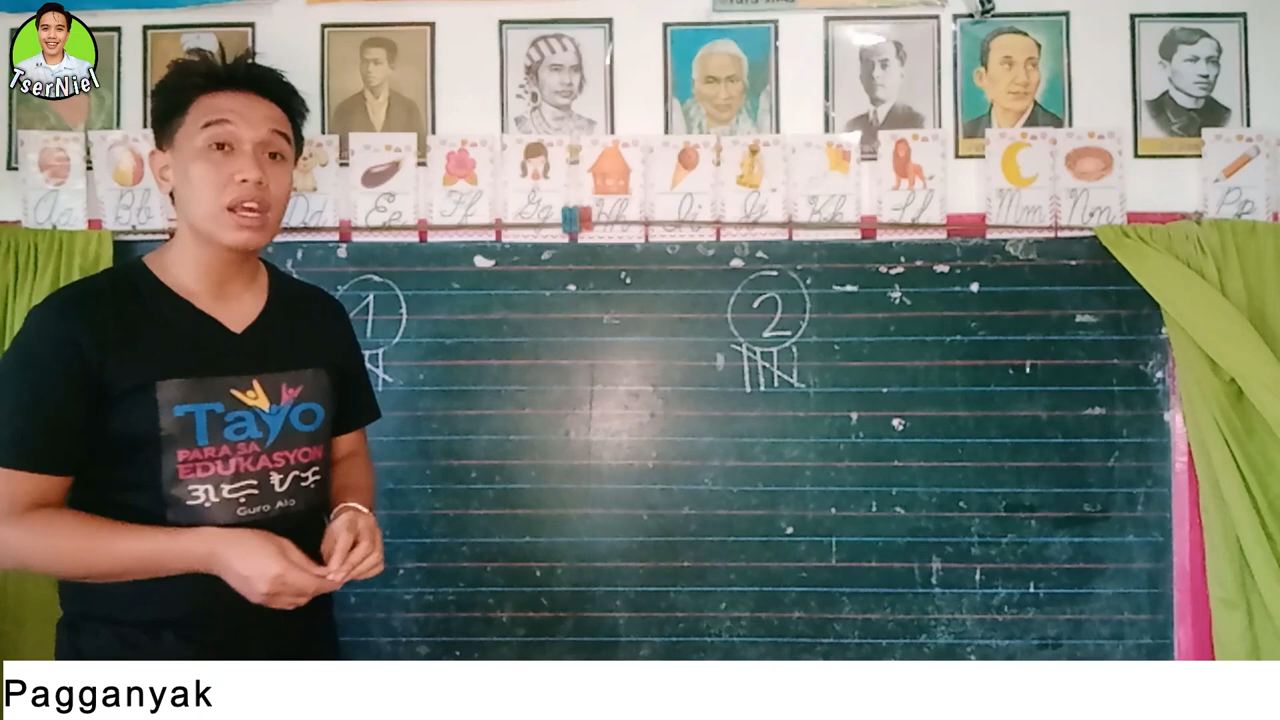 TserNiel
Aa
Bb
Dd
Ee
Ff
Gg
Hh
Ii
Jj
Kk
Ll
Mm
Nn
Pp
1
2
Tayo
PARA SA
EDUKASYON
Guro Ako
Pagganyak